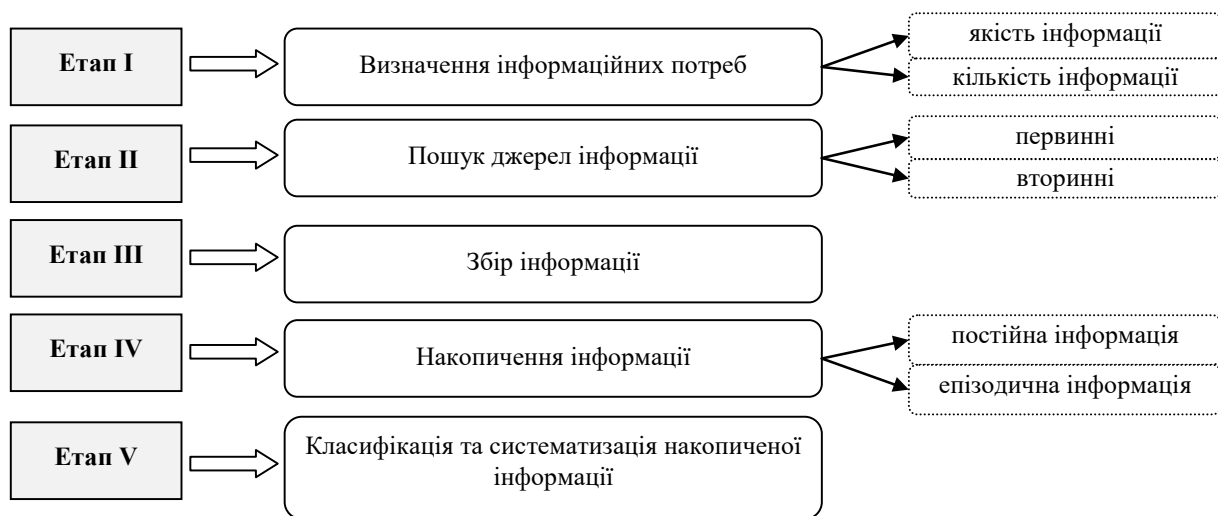 Етап I
Визначення інформаційних потреб
якість інформації
кількість інформації
Етап II
Пошук джерел інформації
первинні
вторинні
Етап III
Збір інформації
Етап IV
Накопичення інформації
постійна інформація
епізодична інформація
Етап V
Класифікація та систематизація накопиченої
інформації